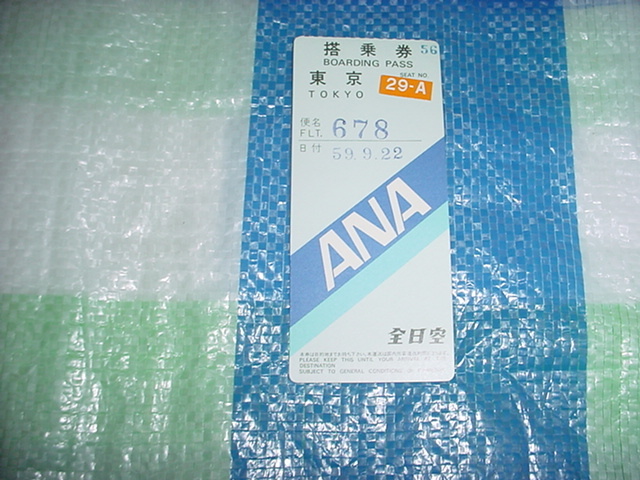 搭乗券 56
BOARDING PASS
東京 SEAT NO.
TOKYO 29-A
便名
FLT. 678
日付 59.9.22
ANA
全日空
PLEASE KEEP THIS UNTIL YOUR ARRIVAL AT THE
DESTINATION
SUBJECT TO GENERAL CONDITIONS OF